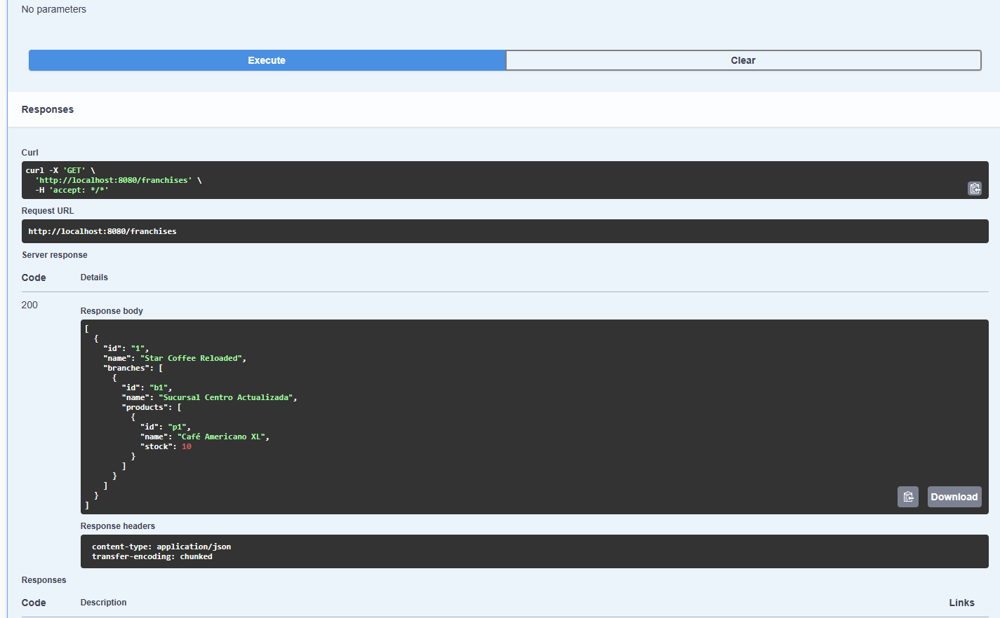 No parameters
Execute
Clear
Responses
Curl
curl -X 'GET' \
  'http://localhost:8080/franchises' \
  -H 'accept: */*'
Request URL
http://localhost:8080/franchises
Server response
Code
Details
200
Response body
[
  {
    "id": "1",
    "name": "Star Coffee Reloaded",
    "branches": [
      {
        "id": "b1",
        "name": "Sucursal Centro Actualizada",
        "products": [
          {
            "id": "p1",
            "name": "Café Americano XL",
            "stock": 10
          }
        ]
      }
    ]
  }
]
Download
Response headers
content-type: application/json
transfer-encoding: chunked
Responses
Code
Description
Links